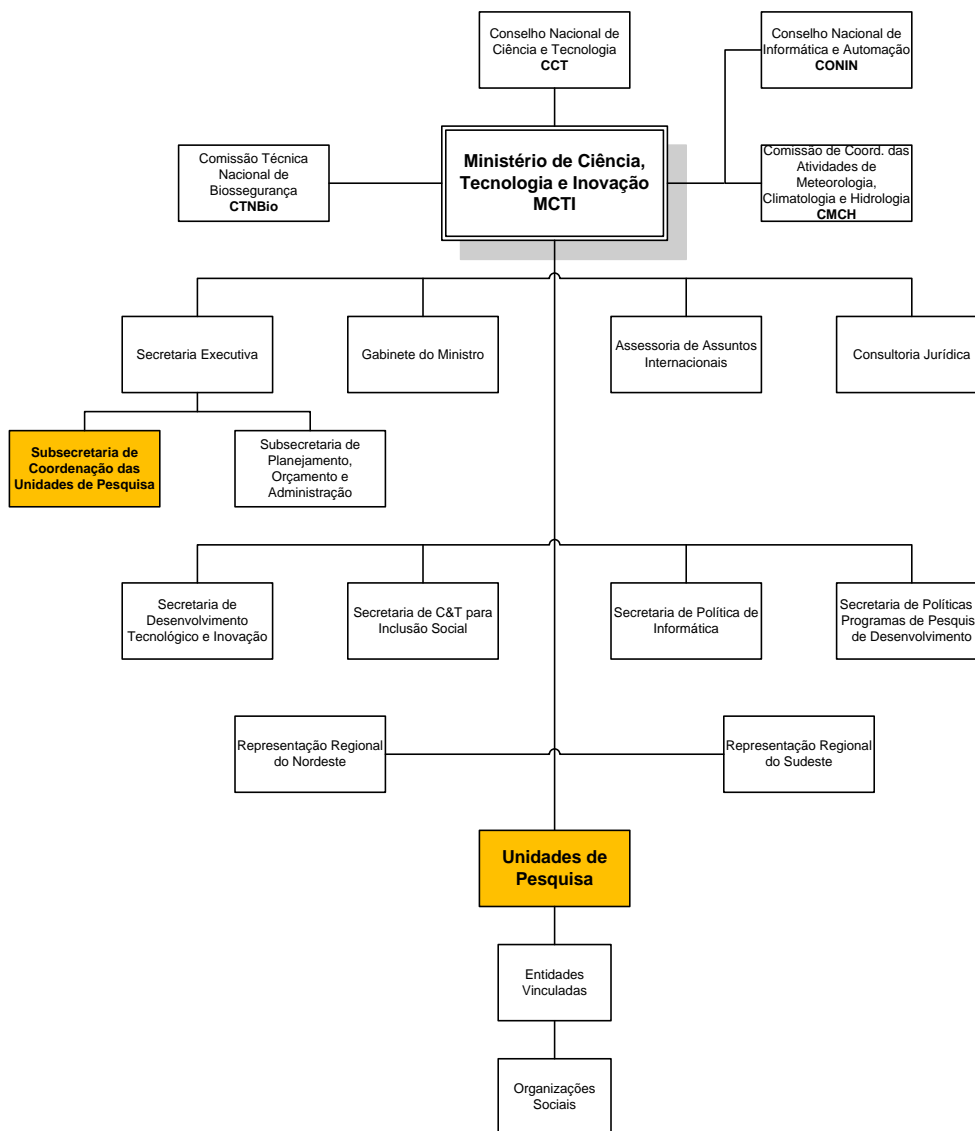 Conselho Nacional de
Ciência e Tecnologia
CCT
Conselho Nacional de
Informática e Automação
CONIN
Comissão Técnica
Nacional de
Biossegurança
CTNBio
Ministério de Ciência,
Tecnologia e Inovação
MCTI
Comissão de Coord. das
Atividades de
Meteorologia,
Climatologia e Hidrologia
CMCH
Secretaria Executiva
Gabinete do Ministro
Assessoria de Assuntos
Internacionais
Consultoria Jurídica
Subsecretaria de
Coordenação das
Unidades de Pesquisa
Subsecretaria de
Planejamento,
Orçamento e
Administração
Secretaria de
Desenvolvimento
Tecnológico e Inovação
Secretaria de C&T para
Inclusão Social
Secretaria de Política de
Informática
Secretaria de Políticas
Programas de Pesquis
de Desenvolvimento
Representação Regional
do Nordeste
Representação Regional
do Sudeste
Unidades de
Pesquisa
Entidades
Vinculadas
Organizações
Sociais